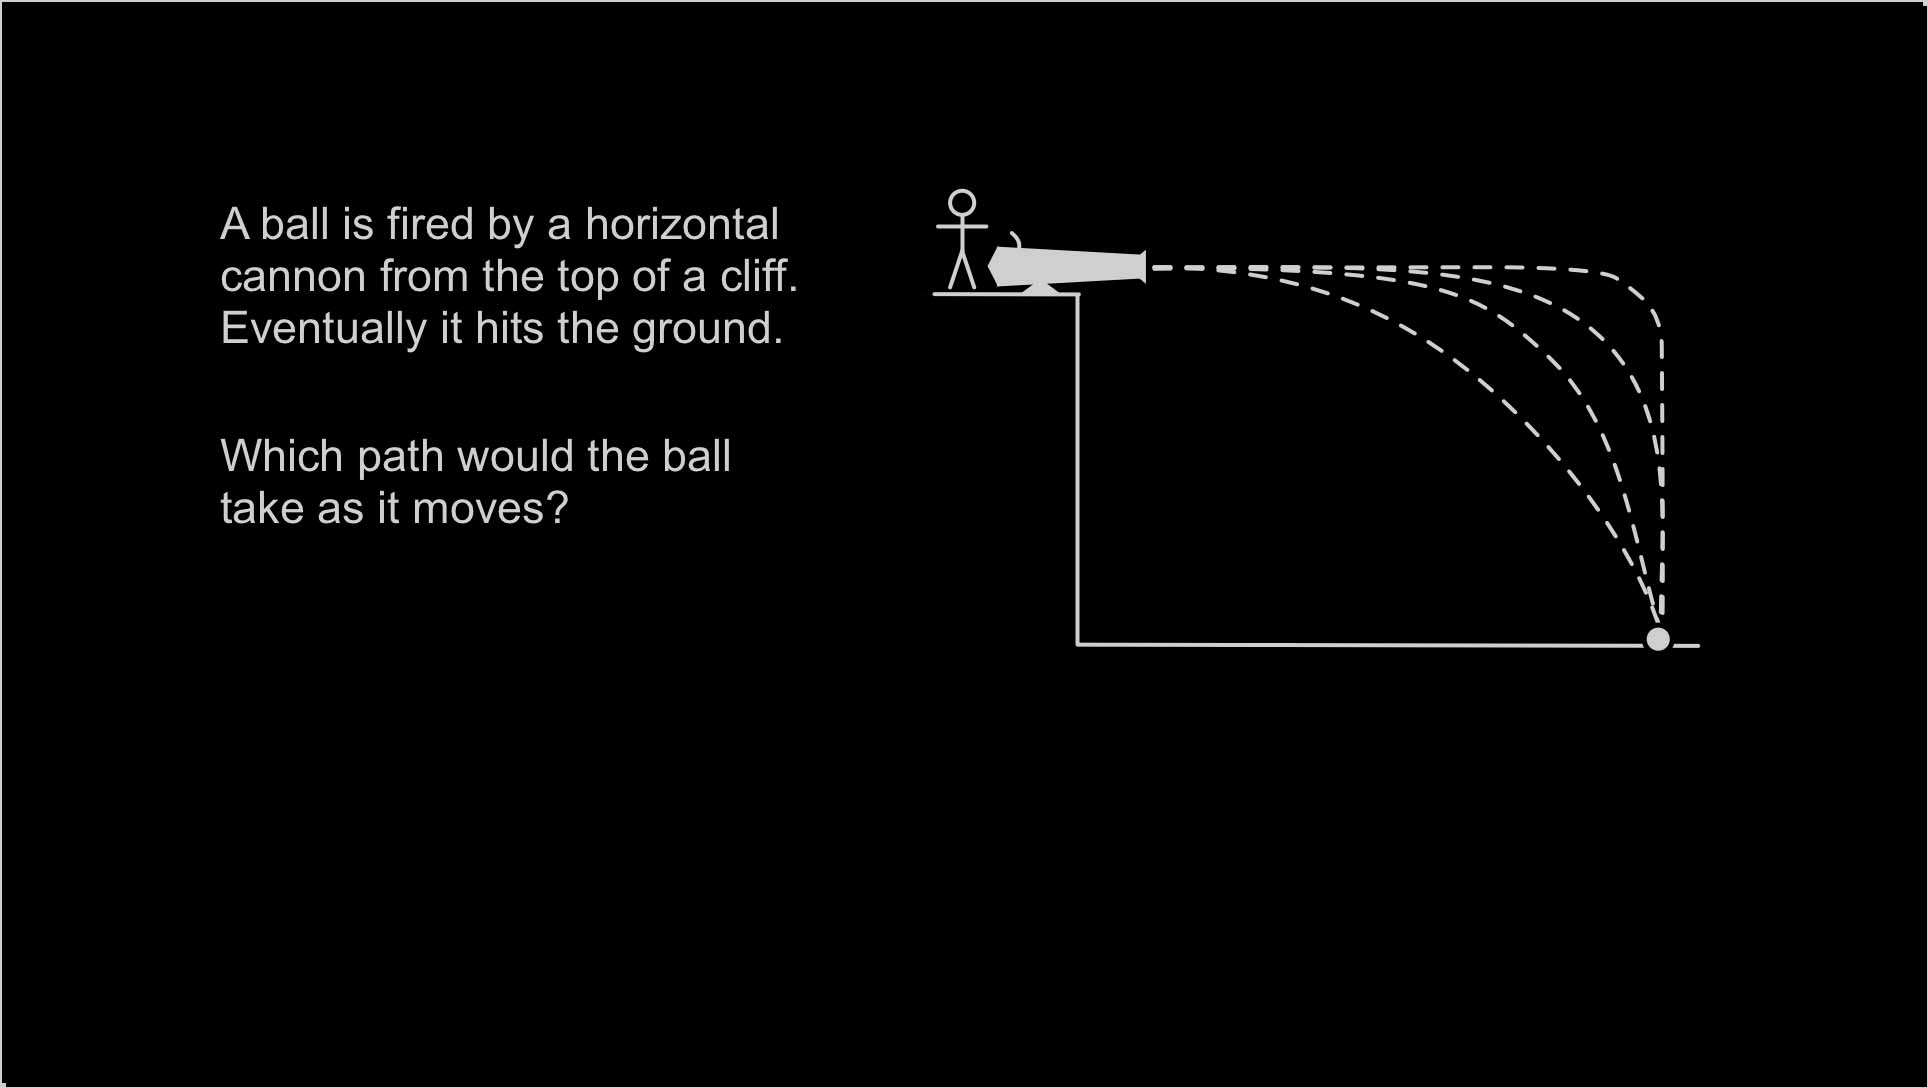 A ball is fired by a horizontal
cannon from the top of a cliff.
Eventually it hits the ground.
Which path would the ball
take as it moves?